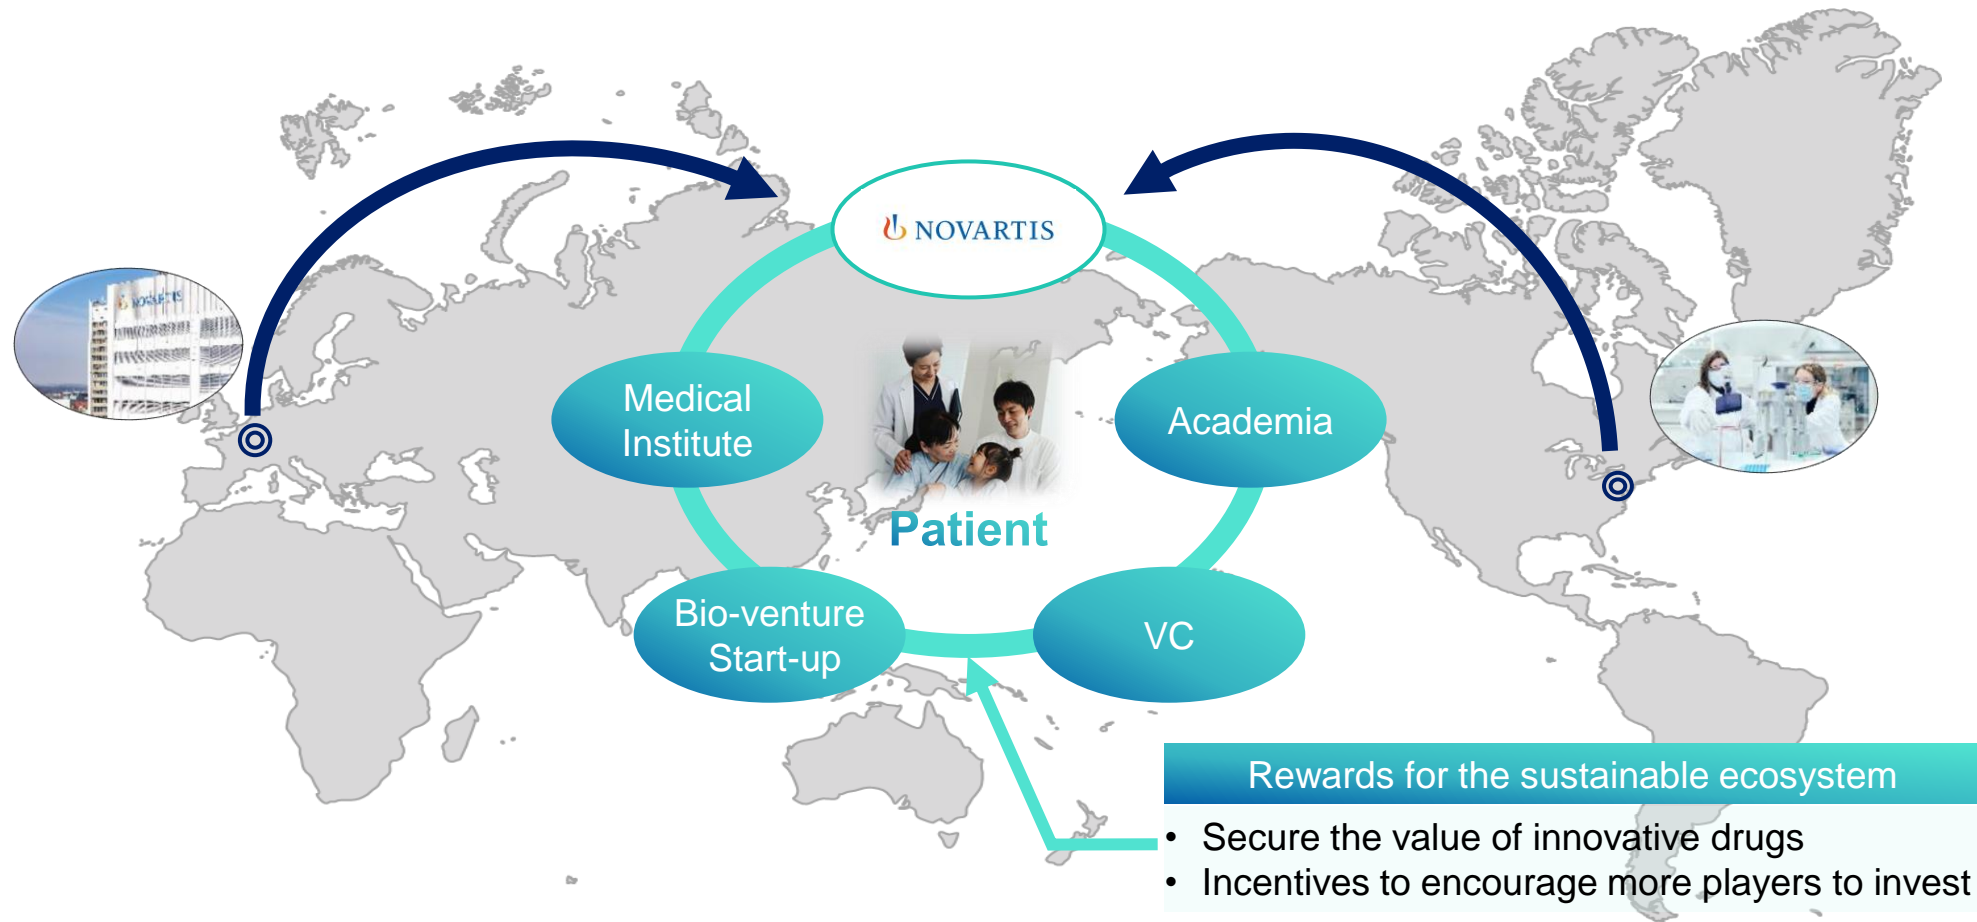 NOVARTIS
NOVARTIS
Medical
Institute
Academia
Patient
Bio-venture
Start-up
VC
Rewards for the sustainable ecosystem
• Secure the value of innovative drugs
• Incentives to encourage more players to invest